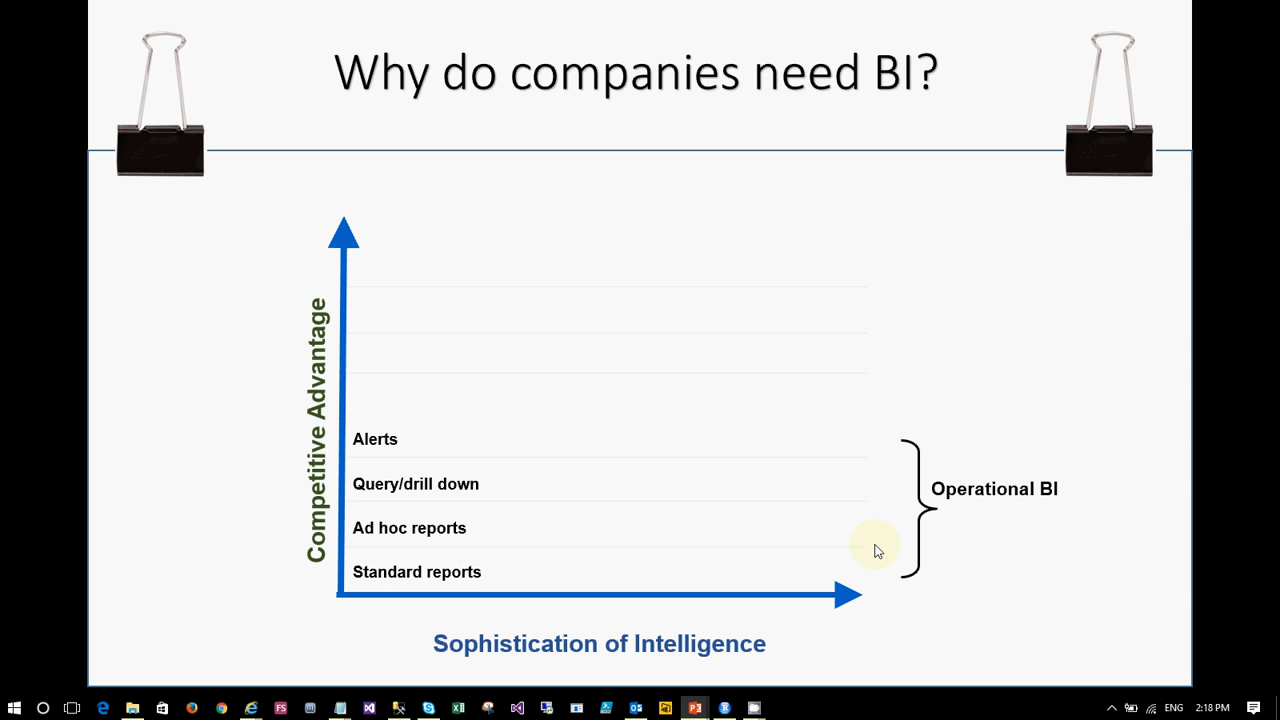 Why do companies need BI?
Competitive Advantage
Alerts
Query/drill down
Ad hoc reports
Standard reports
Operational BI
Sophistication of Intelligence
FS
ENG
2:18 PM